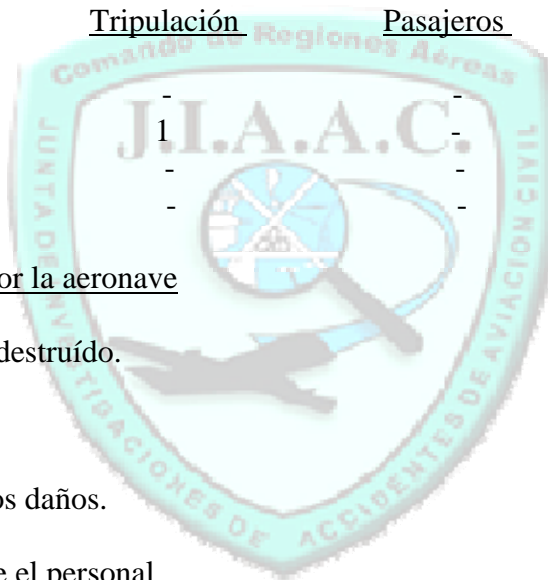 Tripulación Pasajeros
Comando de Regiones Aéreas
- -
J.I.A.A.C.
1 -
- -
- -
JUNTA DE INVESTIGACIONES DE ACCIDENTES DE AVIACION CIVIL
or la aeronave
destruído.
os daños.
e el personal